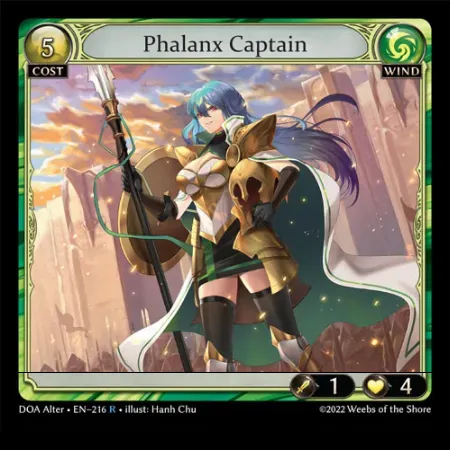 5 Phalanx Captain
COST WIND
1 4
DOA Alter • EN-216 R • illust: Hanh Chu ©2022 Weebs of the Shore